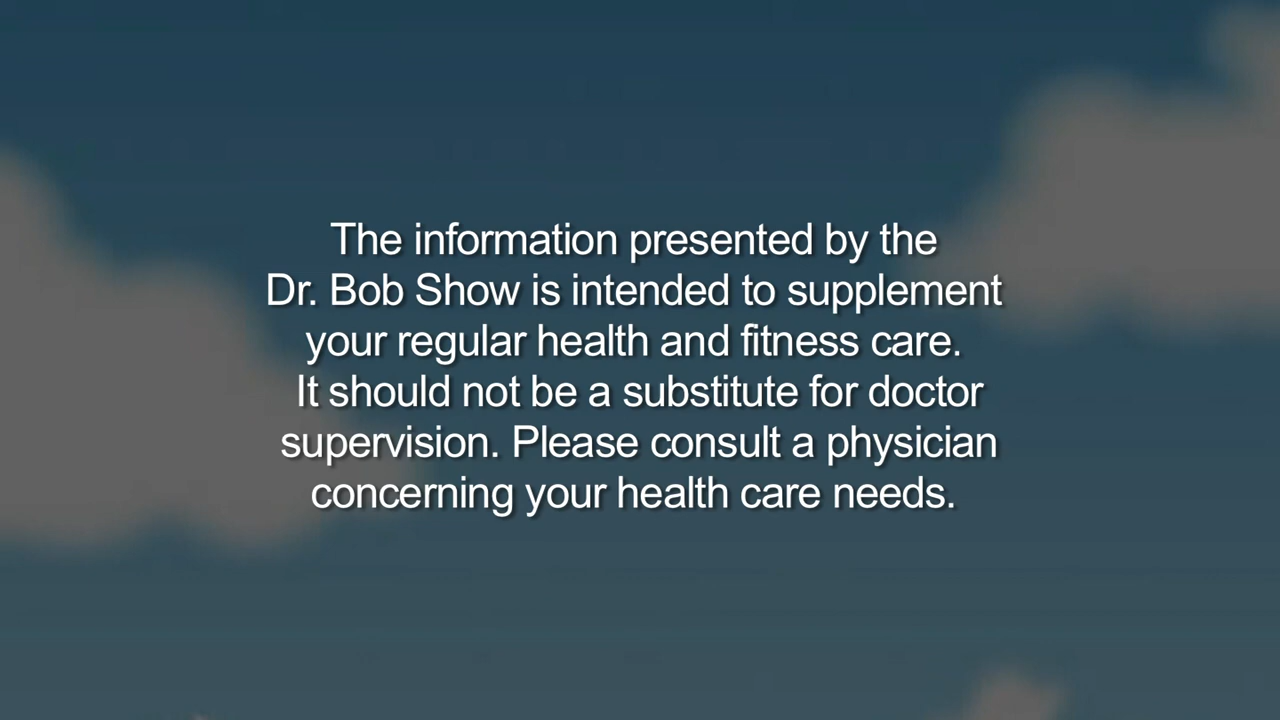 The information presented by the
Dr. Bob Show is intended to supplement
your regular health and fitness care.
It should not be a substitute for doctor
supervision. Please consult a physician
concerning your health care needs.